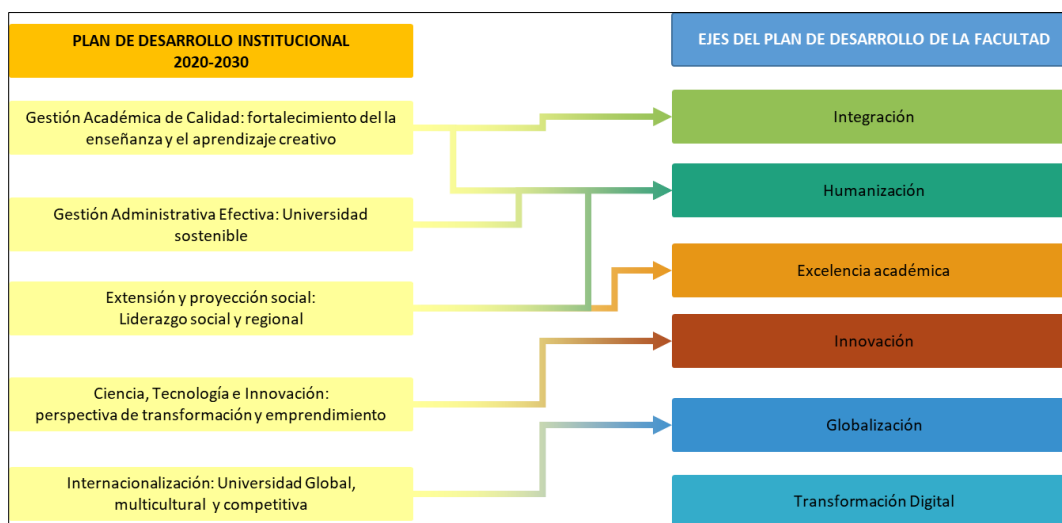 PLAN DE DESARROLLO INSTITUCIONAL
2020-2030
Gestión Académica de Calidad: fortalecimiento del la
enseñanza y el aprendizaje creativo
Gestión Administrativa Efectiva: Universidad
sostenible
Extensión y proyección social:
Liderazgo social y regional
Ciencia, Tecnología e Innovación:
perspectiva de transformación y emprendimiento
Internacionalización: Universidad Global,
multicultural y competitiva
EJES DEL PLAN DE DESARROLLO DE LA FACULTAD
Integración
Humanización
Excelencia académica
Innovación
Globalización
Transformación Digital